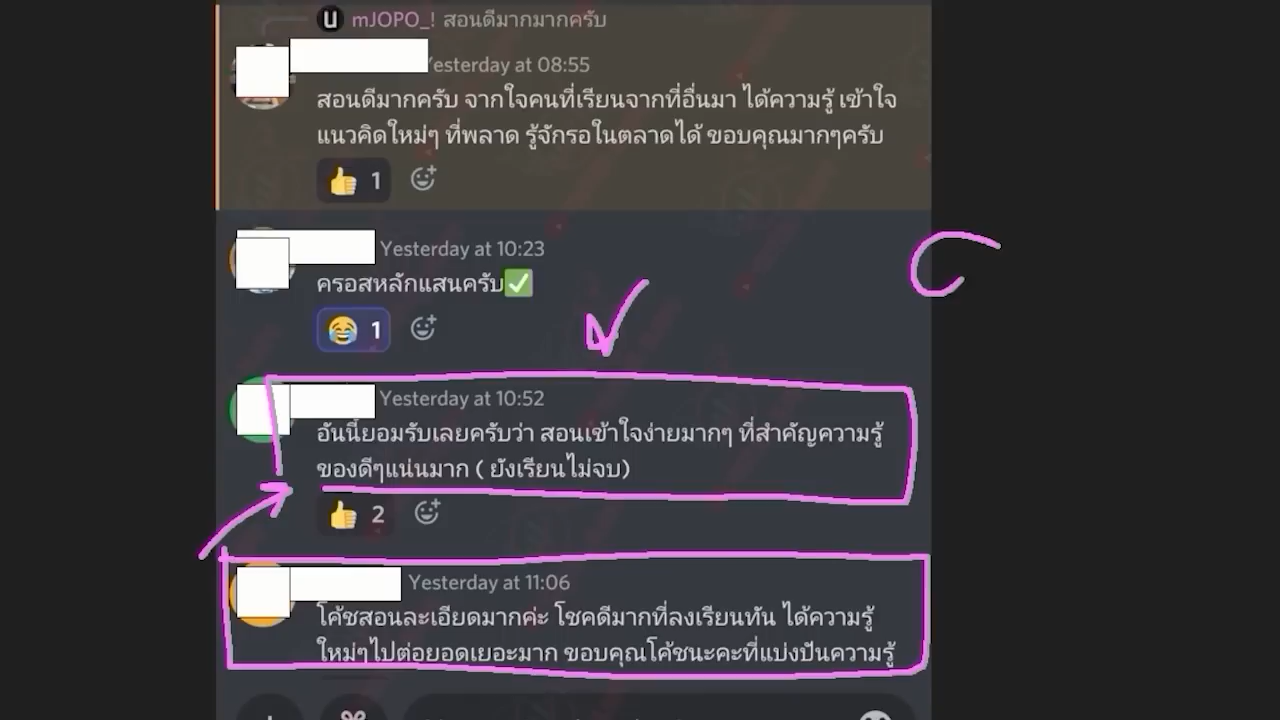 mJOPO_! สอนดีมากมากครับ
Yesterday at 08:55
สอนดีมากครับ จากใจคนที่เรียนจากที่อื่นมา ได้ความรู้ เข้าใจ
แนวคิดใหม่ๆ ที่พลาด รู้จักรอในตลาดได้ ขอบคุณมากๆครับ
1
Yesterday at 10:23
ครอสหลักแสนครับ
1
Yesterday at 10:52
อันนี้ยอมรับเลยครับว่า สอนเข้าใจง่ายมากๆ ที่สำคัญความรู้
ของดีๆแน่นมาก ( ยังเรียนไม่จบ)
2
Yesterday at 11:06
โค้ชสอนละเอียดมากค่ะ โชคดีมากที่ลงเรียนทัน ได้ความรู้
ใหม่ๆไปต่อยอดเยอะมาก ขอบคุณโค้ชนะคะที่แบ่งปันความรู้